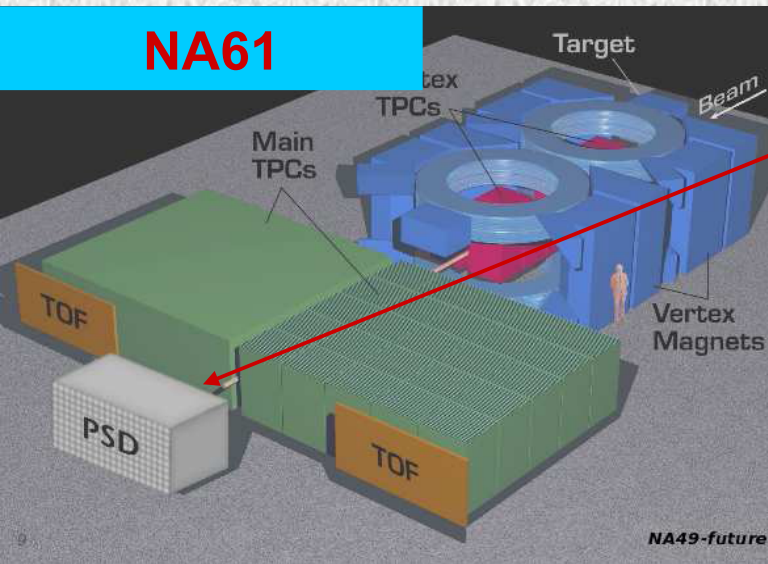 NA61
Target
Beam
tex
TPCs
Main
TPCs
TOF
Vertex
Magnets
PSD
TOF
9
NA49-future